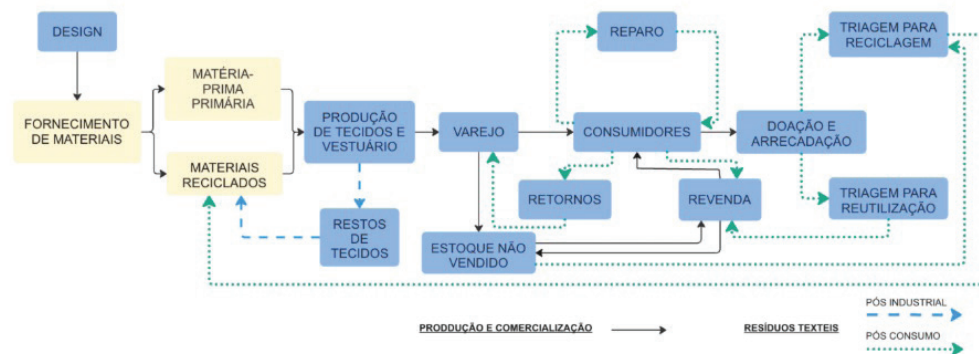 DESIGN
FORNECIMENTO
DE MATERIAIS
MATÉRIA-
PRIMA
PRIMÁRIA
MATERIAIS
RECICLADOS
PRODUÇÃO
DE TECIDOS E
VESTUÁRIO
RESTOS
DE
TECIDOS
VAREJO
ESTOQUE NÃO
VENDIDO
RETORNOS
REPARO
CONSUMIDORES
REVENDA
DOAÇÃO E
ARRECADAÇÃO
TRIAGEM PARA
RECICLAGEM
TRIAGEM PARA
REUTILIZAÇÃO
PRODDUÇÃO E COMERCIALIZAÇÃO
RESÍDUOS TEXTEIS
PÓS INDUSTRIAL
PÓS CONSUMO